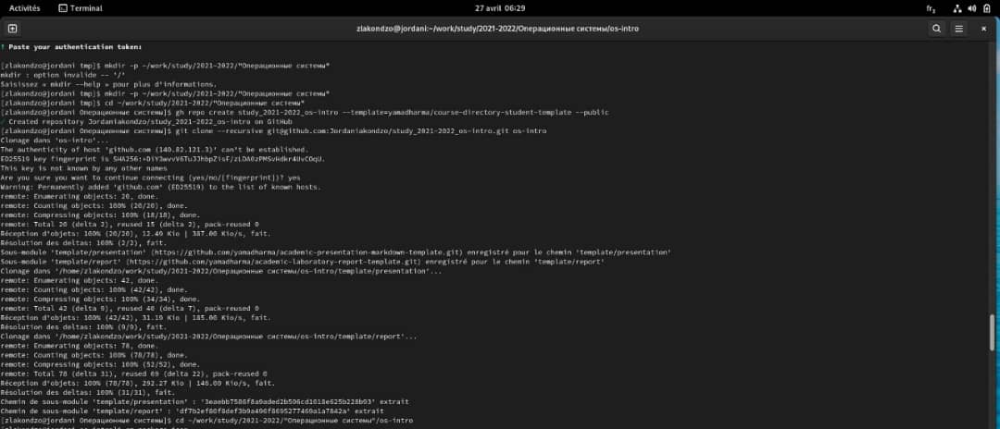 Activités
Terminal
27 avril 06:29
fr₂
zlakondzo@jordani:~/work/study/2021-2022/Операционные системы/os-intro
! Paste your authentication token:
[zlakondzo@jordani tmp]$ mkdir -p ~/work/study/2021-2022/"Операционные системы"
mkdir : option invalide -- '/'
Saisissez « mkdir --help » pour plus d'informations.
[zlakondzo@jordani tmp]$ mkdir -p ~/work/study/2021-2022/"Операционные системы"
[zlakondzo@jordani tmp]$ cd ~/work/study/2021-2022/"Операционные системы"
[zlakondzo@jordani Операционные системы]$ gh repo create study_2021-2022_os-intro --template=yamadharma/course-directory-student-template --public
✓ Created repository Jordaniakondzo/study_2021-2022_os-intro on GitHub
[zlakondzo@jordani Операционные системы]$ git clone --recursive git@github.com:Jordaniakondzo/study_2021-2022_os-intro.git os-intro
Clonage dans 'os-intro'...
The authenticity of host 'github.com (140.82.121.3)' can't be established.
ED25519 key fingerprint is SHA256:+DiY3wvvV6TuJJhbpZisF/zLDA0zPMSvHdkr4UvCOqU.
This key is not known by any other names
Are you sure you want to continue connecting (yes/no/[fingerprint])? yes
Warning: Permanently added 'github.com' (ED25519) to the list of known hosts.
remote: Enumerating objects: 20, done.
remote: Counting objects: 100% (20/20), done.
remote: Compressing objects: 100% (18/18), done.
remote: Total 20 (delta 2), reused 15 (delta 2), pack-reused 0
Réception d'objets: 100% (20/20), 12.49 Kio | 387.00 Kio/s, fait.
Résolution des deltas: 100% (2/2), fait.
Sous-module 'template/presentation' (https://github.com/yamadharma/academic-presentation-markdown-template.git) enregistré pour le chemin 'template/presentation'
Sous-module 'template/report' (https://github.com/yamadharma/academic-laboratory-report-template.git) enregistré pour le chemin 'template/report'
Clonage dans '/home/zlakondzo/work/study/2021-2022/Операционные системы/os-intro/template/presentation'...
remote: Enumerating objects: 42, done.
remote: Counting objects: 100% (42/42), done.
remote: Compressing objects: 100% (34/34), done.
remote: Total 42 (delta 9), reused 40 (delta 7), pack-reused 0
Réception d'objets: 100% (42/42), 31.19 Kio | 185.00 Kio/s, fait.
Résolution des deltas: 100% (9/9), fait.
Clonage dans '/home/zlakondzo/work/study/2021-2022/Операционные системы/os-intro/template/report'...
remote: Enumerating objects: 78, done.
remote: Counting objects: 100% (78/78), done.
remote: Compressing objects: 100% (52/52), done.
remote: Total 78 (delta 31), reused 69 (delta 22), pack-reused 0
Réception d'objets: 100% (78/78), 292.27 Kio | 146.00 Kio/s, fait.
Résolution des deltas: 100% (31/31), fait.
Chemin de sous-module 'template/presentation' : '3eaebb7586f8a9aded2b506cd1018e625b228b93' extrait
Chemin de sous-module 'template/report' : 'df7b2ef80f8def3b9a496f8695277469a1a7842a' extrait
[zlakondzo@jordani Операционные системы]$ cd ~/work/study/2021-2022/"Операционные системы"/os-intro